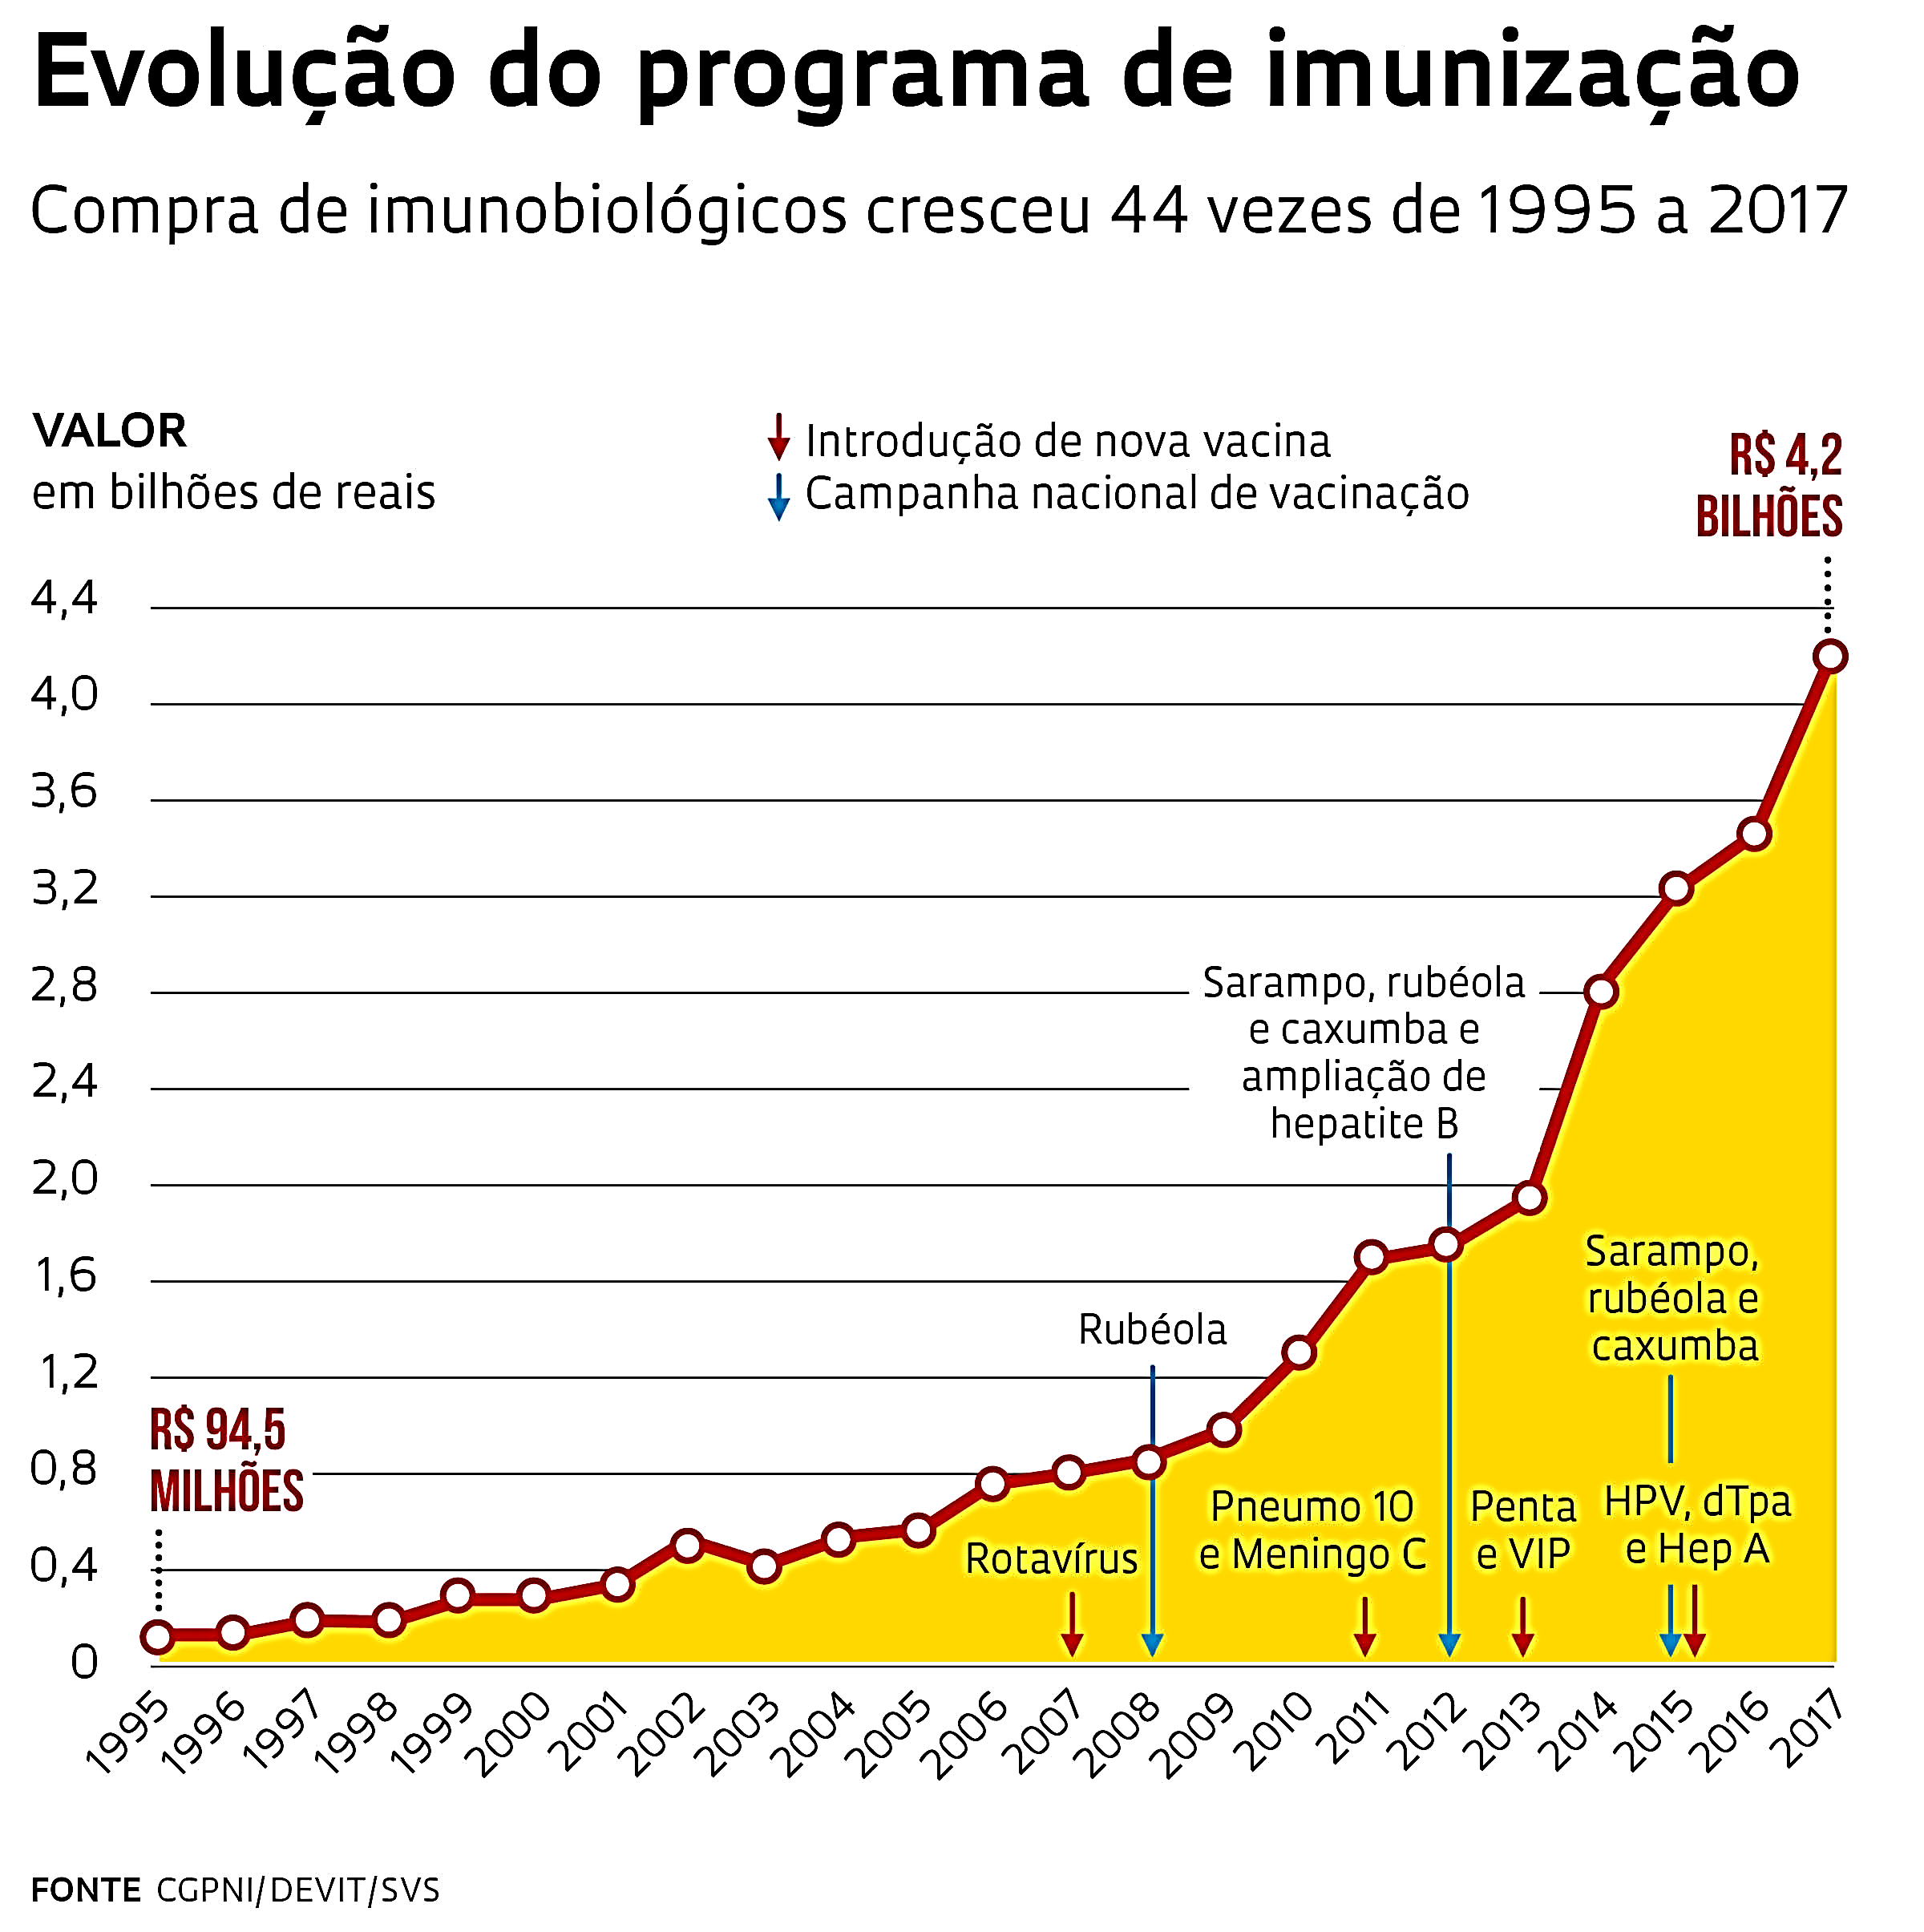 Evolução do programa de imunização
Compra de imunobiológicos cresceu 44 vezes de 1995 a 2017
VALOR
em bilhões de reais
Introdução de nova vacina
Campanha nacional de vacinação
R$ 4,2
BILHÕES
4,4
4,0
3,6
3,2
2,8
2,4
2,0
1,6
1,2
0,8
0,4
0
R$ 94,5
MILHÕES
Sarampo, rubéola
e caxumba e
ampliação de
hepatite B
Rubéola
Sarampo,
rubéola e
caxumba
Rotavírus
Pneumo 10
e Meningo C
Penta
e VIP
HPV, dTpa
e Hep A
1995
1996
1997
1998
1999
2000
2001
2002
2003
2004
2005
2006
2007
2008
2009
2010
2011
2012
2013
2014
2015
2016
2017
FONTE CGPNI/DEVIT/SVS